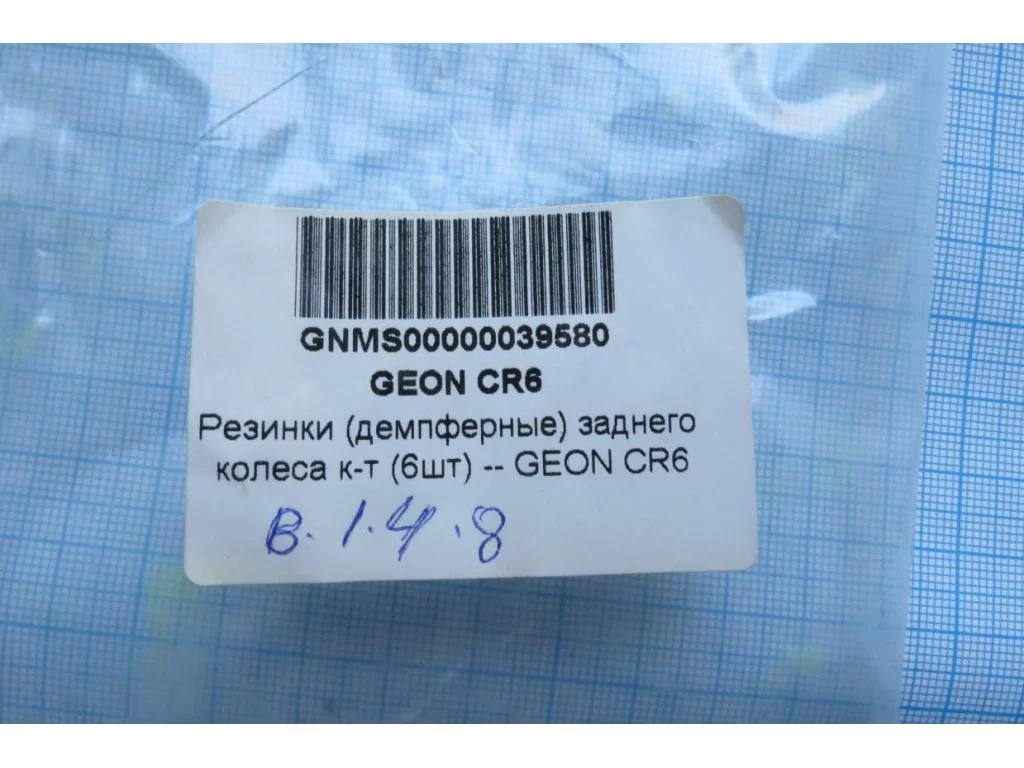 GNMS00000039580
GEON CR6
Резинки (демпферные) заднего
колеса к-т (6шт) -- GEON CR6
В. 1.4.8